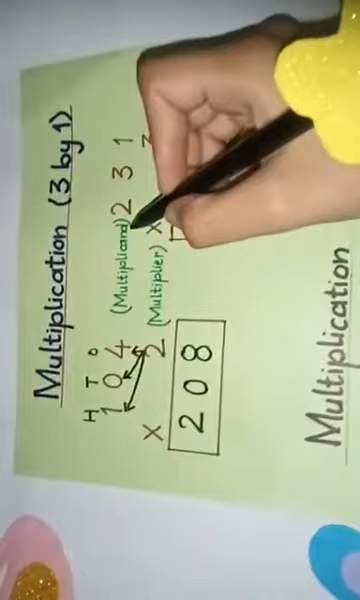 Multiplication (3 by 1)
H T O
1 0 4 (Multiplicand) 2 3 1
X 2 (Multiplier) X
2 0 8
Multiplication